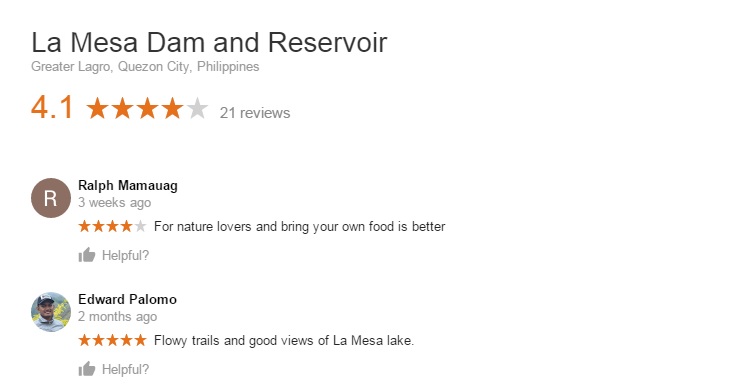 La Mesa Dam and Reservoir
Greater Lagro, Quezon City, Philippines
4.1 21 reviews
R
Ralph Mamauag
3 weeks ago
For nature lovers and bring your own food is better
Helpful?
Edward Palomo
2 months ago
Flowy trails and good views of La Mesa lake.
Helpful?